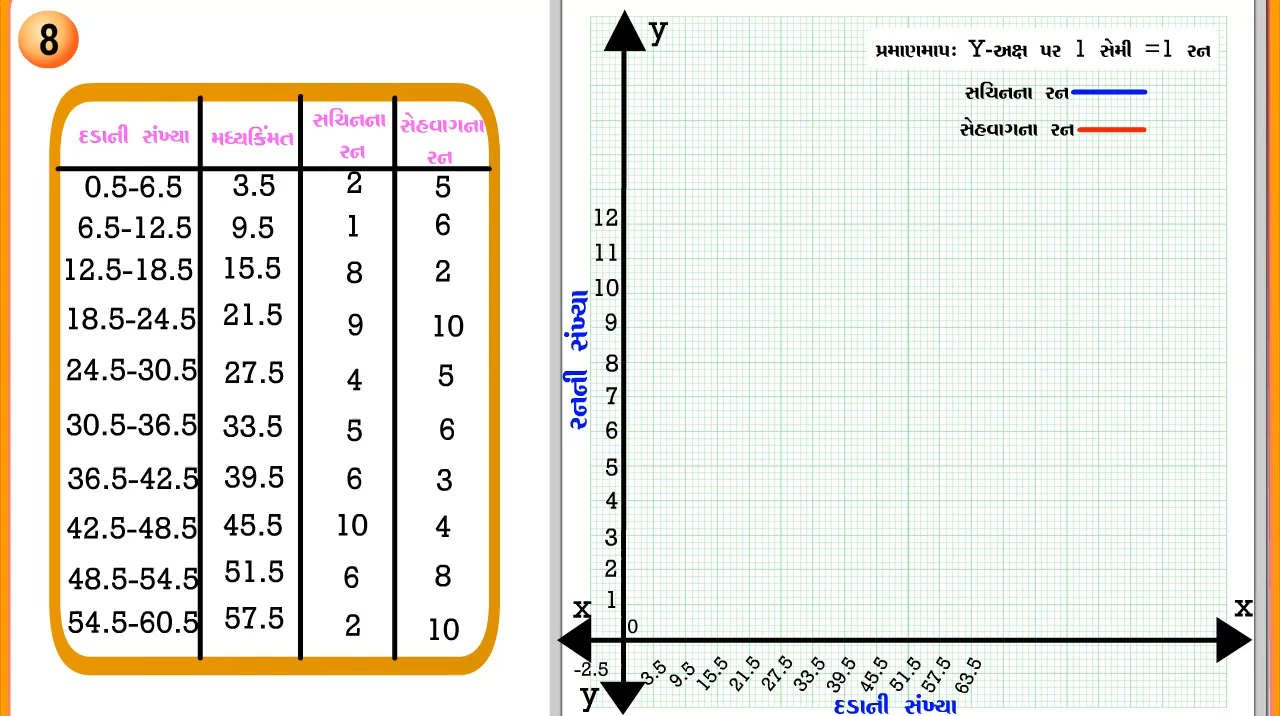 8
દડાની સંખ્યા મધ્યકિંમત સચિનના રન સેહવાગના રન
0.5-6.5 3.5 2 5
6.5-12.5 9.5 1 6
12.5-18.5 15.5 8 2
18.5-24.5 21.5 9 10
24.5-30.5 27.5 4 5
30.5-36.5 33.5 5 6
36.5-42.5 39.5 6 3
42.5-48.5 45.5 10 4
48.5-54.5 51.5 6 8
54.5-60.5 57.5 2 10
y
પ્રમાણમાપઃ Y-અક્ષ પર 1 સેમી =1 રન
સચિનના રન
સેહવાગના રન
12
11
10
9
8
7
6
5
4
3
2
1
રનની સંખ્યા
x 0 x
-2.5 3.5 9.5 15.5 21.5 27.5 33.5 39.5 45.5 51.5 57.5 63.5
y
દડાની સંખ્યા